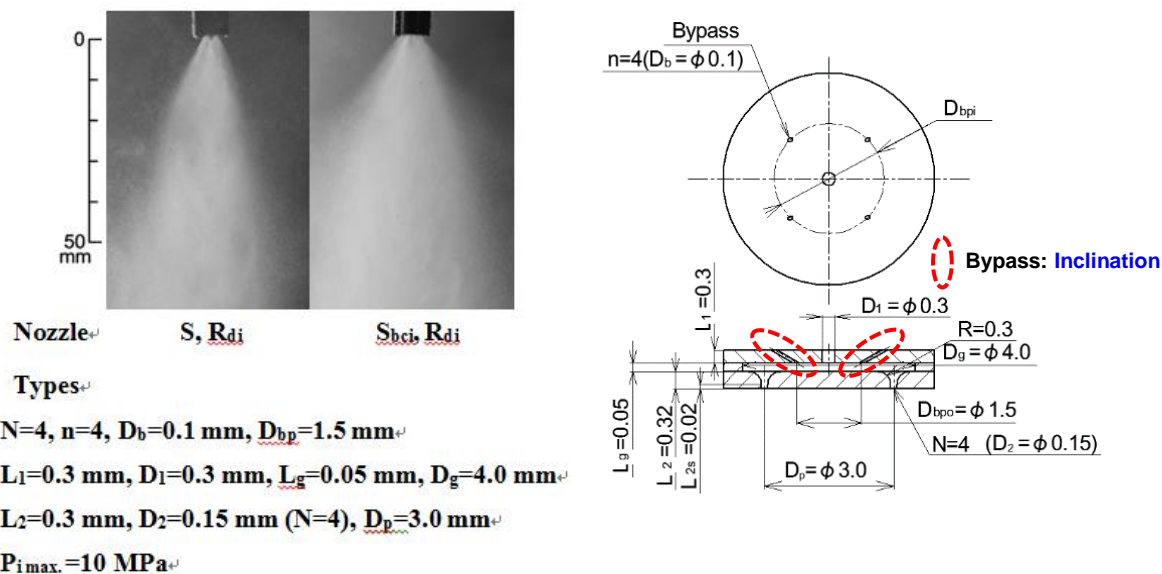 0
50
mm
Nozzle S, Rdi Sbci, Rdi
Types
N=4, n=4, Db=0.1 mm, Dbp=1.5 mm
L1=0.3 mm, D1=0.3 mm, Lg=0.05 mm, Dg=4.0 mm
L2=0.3 mm, D2=0.15 mm (N=4), Dp=3.0 mm
Pi max.=10 MPa
Bypass
n=4(Db=φ0.1)
Dbpi
Bypass: Inclination
L1=0.3
D1=φ0.3
R=0.3
Dg=φ4.0
Lg=0.05
L2=0.32
L2s=0.02
Dbpo=φ1.5
N=4 (D2=φ0.15)
Dp=φ3.0